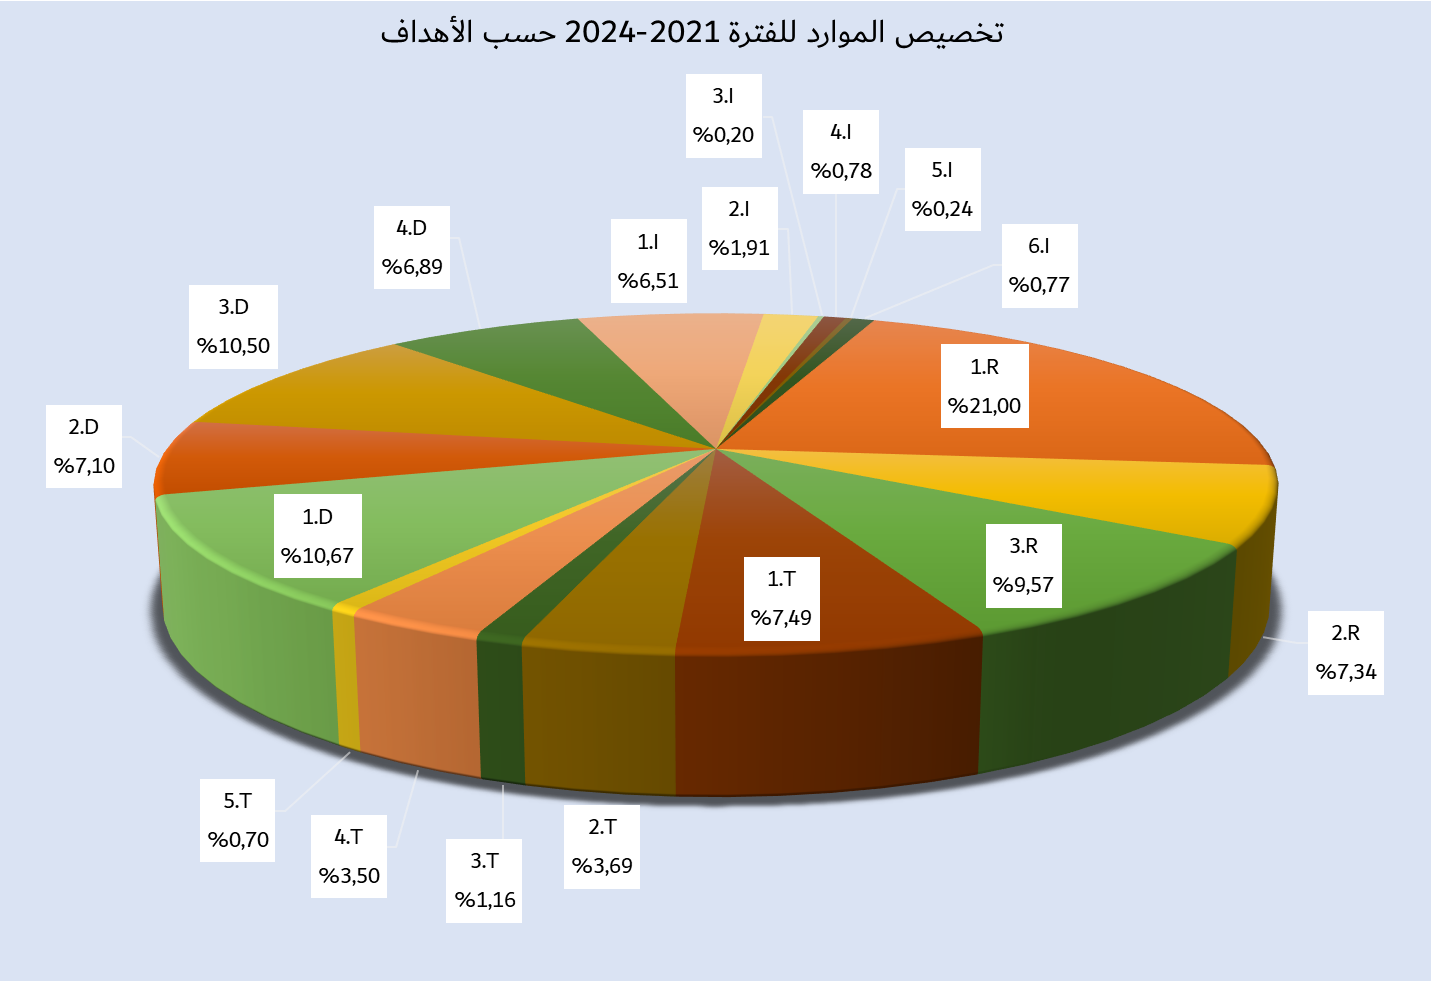 تخصيص الموارد للفترة 2021-2024 حسب الأهداف
3.I
%0,20
4.I
%0,78
5.I
%0,24
2.I
%1,91
6.I
%0,77
4.D
%6,89
1.I
%6,51
3.D
%10,50
1.R
%21,00
2.D
%7,10
1.D
%10,67
3.R
%9,57
1.T
%7,49
2.R
%7,34
5.T
%0,70
4.T
%3,50
3.T
%1,16
2.T
%3,69